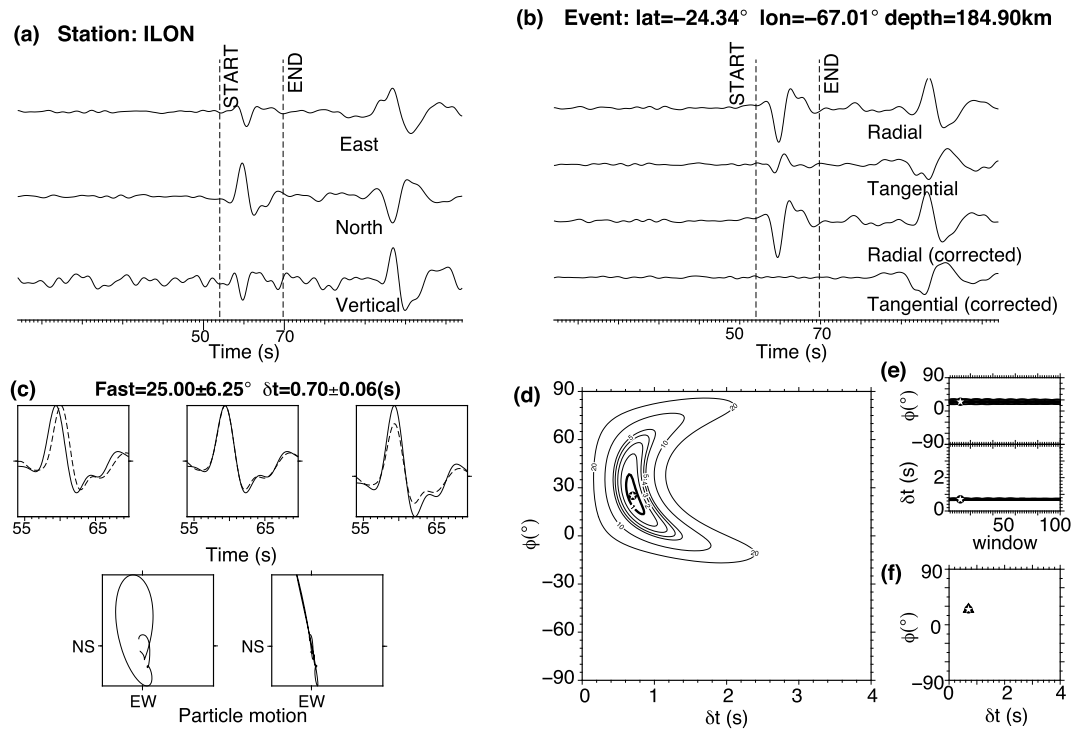 (a) Station: ILON
START
END
East
North
Vertical
50 70
Time (s)
(b) Event: lat=−24.34° lon=−67.01° depth=184.90km
START
END
Radial
Tangential
Radial (corrected)
Tangential (corrected)
50 70
Time (s)
(c) Fast=25.00±6.25° δt=0.70±0.06(s)
55 65 55 65 55 65
Time (s)
NS NS
EW EW
Particle motion
(d)
90
60
30
0
−30
−60
−90
ϕ(°)
20
10
20
10
20
5
0 1 2 3 4
δt (s)
(e)
90
0
−90
ϕ(°)
2
0
δt (s)
50 100
window
(f)
90
0
−90
ϕ(°)
0 2 4
δt (s)